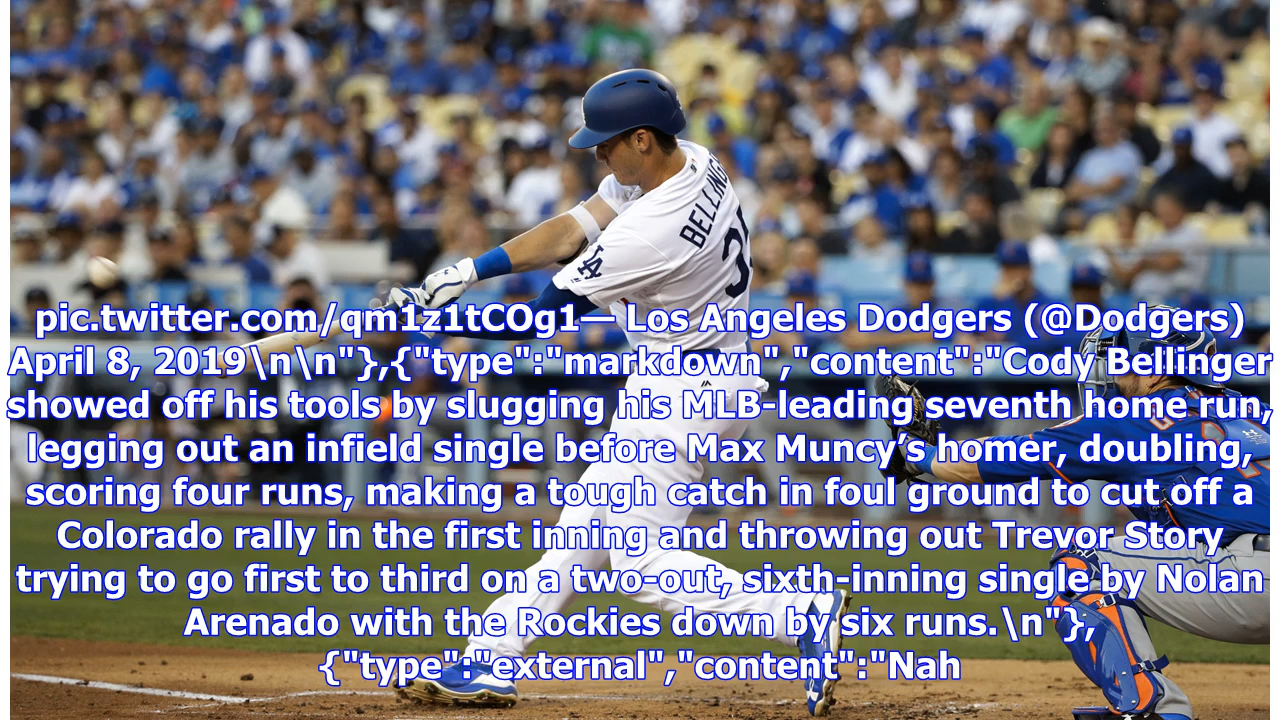 BELLINGE
35
LA
pic.twitter.com/qm1z1tCOg1— Los Angeles Dodgers (@Dodgers)
April 8, 2019\n\n"},{"type":"markdown","content":"Cody Bellinger
showed off his tools by slugging his MLB-leading seventh home run,
legging out an infield single before Max Muncy’s homer, doubling,
scoring four runs, making a tough catch in foul ground to cut off a
Colorado rally in the first inning and throwing out Trevor Story
trying to go first to third on a two-out, sixth-inning single by Nolan
Arenado with the Rockies down by six runs.\n"},
{"type":"external","content":"Nah